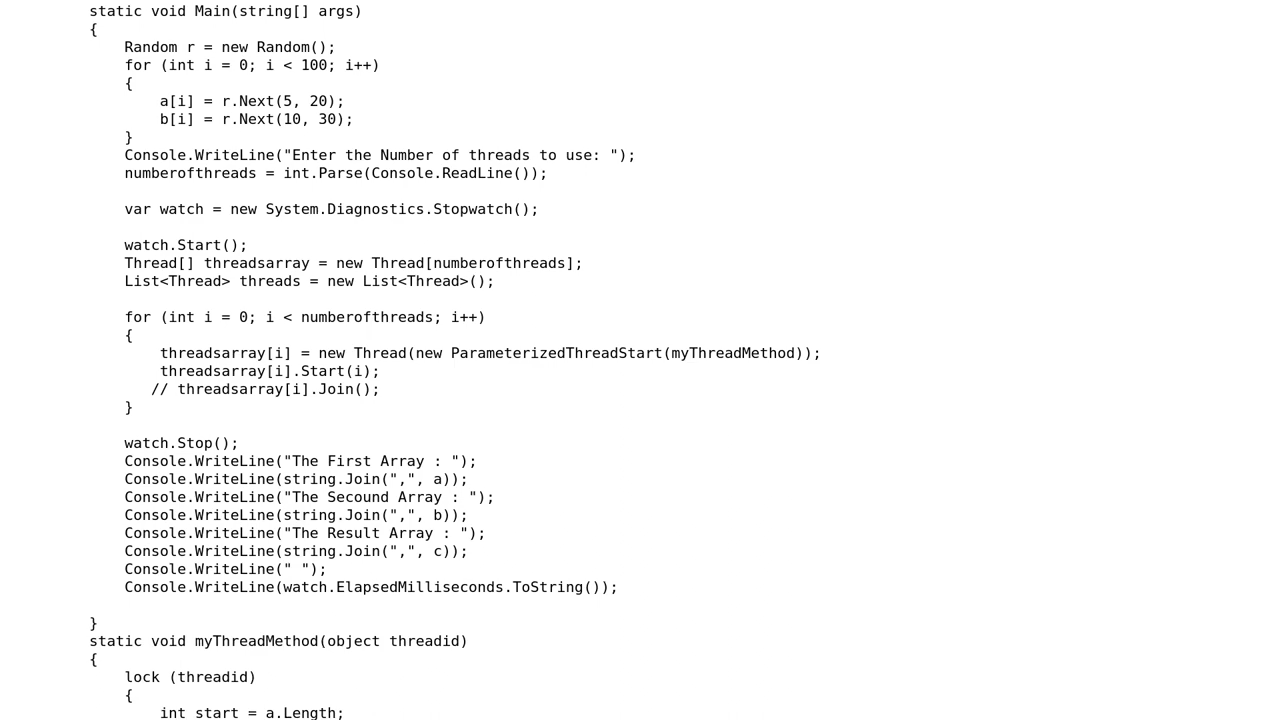 static void Main(string[] args)
{
Random r = new Random();
for (int i = 0; i < 100; i++)
{
a[i] = r.Next(5, 20);
b[i] = r.Next(10, 30);
}
Console.WriteLine("Enter the Number of threads to use: ");
numberofthreads = int.Parse(Console.ReadLine());
var watch = new System.Diagnostics.Stopwatch();
watch.Start();
Thread[] threadsarray = new Thread[numberofthreads];
List<Thread> threads = new List<Thread>();
for (int i = 0; i < numberofthreads; i++)
{
threadsarray[i] = new Thread(new ParameterizedThreadStart(myThreadMethod));
threadsarray[i].Start(i);
// threadsarray[i].Join();
}
watch.Stop();
Console.WriteLine("The First Array : ");
Console.WriteLine(string.Join(",", a));
Console.WriteLine("The Secound Array : ");
Console.WriteLine(string.Join(",", b));
Console.WriteLine("The Result Array : ");
Console.WriteLine(string.Join(",", c));
Console.WriteLine(" ");
Console.WriteLine(watch.ElapsedMilliseconds.ToString());
}
static void myThreadMethod(object threadid)
{
lock (threadid)
{
int start = a.Length;